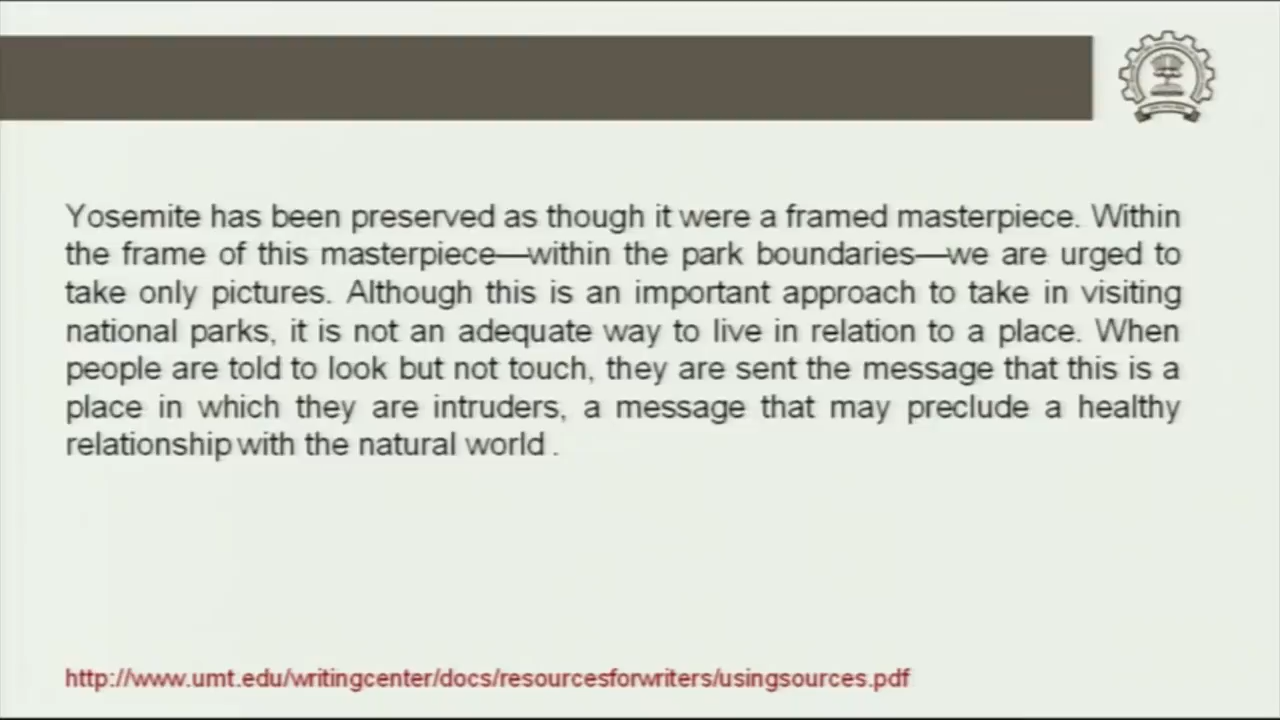 Yosemite has been preserved as though it were a framed masterpiece. Within
the frame of this masterpiece—within the park boundaries—we are urged to
take only pictures. Although this is an important approach to take in visiting
national parks, it is not an adequate way to live in relation to a place. When
people are told to look but not touch, they are sent the message that this is a
place in which they are intruders, a message that may preclude a healthy
relationship with the natural world .
http://www.umt.edu/writingcenter/docs/resourcesforwriters/usingsources.pdf